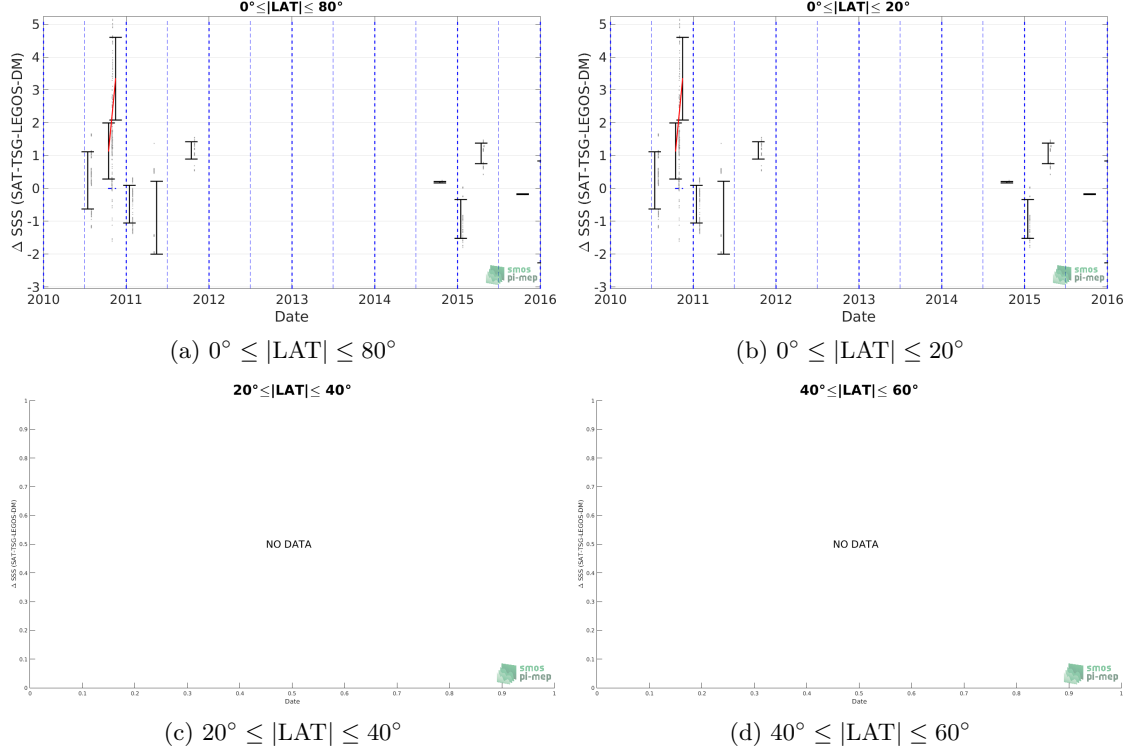 0°≤|LAT|≤ 80°
Δ SSS (SAT-TSG-LEGOS-DM)
5
4
3
2
1
0
-1
-2
-3
2010 2011 2012 2013 2014 2015 2016
Date
smos
pi-mep
(a) 0° ≤ |LAT| ≤ 80°
0°≤|LAT|≤ 20°
Δ SSS (SAT-TSG-LEGOS-DM)
5
4
3
2
1
0
-1
-2
-3
2010 2011 2012 2013 2014 2015 2016
Date
smos
pi-mep
(b) 0° ≤ |LAT| ≤ 20°
20°≤|LAT|≤ 40°
Δ SSS (SAT-TSG-LEGOS-DM)
1
0.9
0.8
0.7
0.6
0.5
0.4
0.3
0.2
0.1
0
NO DATA
0 0.1 0.2 0.3 0.4 0.5 0.6 0.7 0.8 0.9 1
Date
smos
pi-mep
(c) 20° ≤ |LAT| ≤ 40°
40°≤|LAT|≤ 60°
Δ SSS (SAT-TSG-LEGOS-DM)
1
0.9
0.8
0.7
0.6
0.5
0.4
0.3
0.2
0.1
0
NO DATA
0 0.1 0.2 0.3 0.4 0.5 0.6 0.7 0.8 0.9 1
Date
smos
pi-mep
(d) 40° ≤ |LAT| ≤ 60°